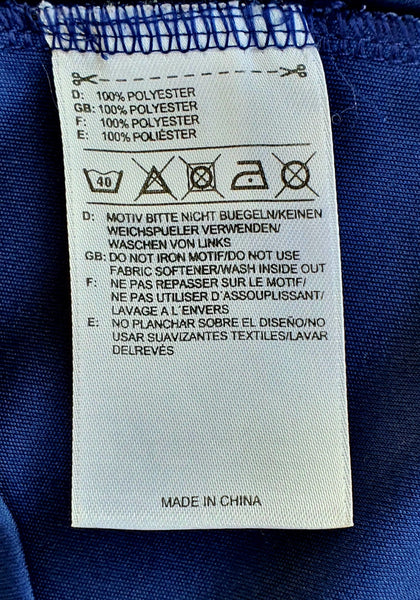 D: 100% POLYESTER
GB: 100% POLYESTER
F: 100% POLYESTER
E: 100% POLIÉSTER
40
D: MOTIV BITTE NICHT BUEGELN/KEINEN
WEICHSPUELER VERWENDEN/
WASCHEN VON LINKS
GB: DO NOT IRON MOTIF/DO NOT USE
FABRIC SOFTENER/WASH INSIDE OUT
F: NE PAS REPASSER SUR LE MOTIF/
NE PAS UTILISER D'ASSOUPLISSANT/
LAVAGE A L'ENVERS
E: NO PLANCHAR SOBRE EL DISEÑO/NO
USAR SUAVIZANTES TEXTILES/LAVAR
DELREVÉS
MADE IN CHINA